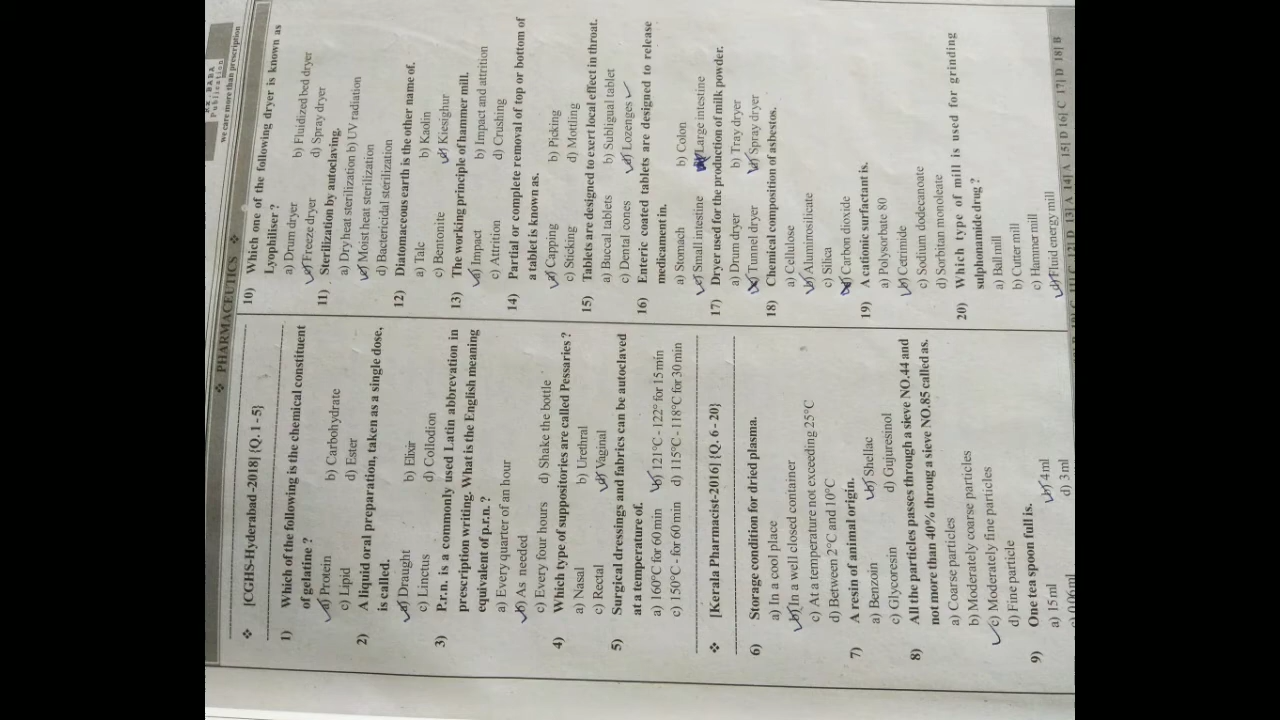 RX. BABA
Publication
we care more than prescription
❖ PHARMACEUTICS ❖
❖ [CGHS-Hyderabad-2018] {Q. 1 - 5}
1) Which of the following is the chemical constituent
of gelatine ?
a) Protein b) Carbohydrate
c) Lipid d) Ester
2) A liquid oral preparation, taken as a single dose,
is called.
a) Draught b) Elixir
c) Linctus d) Collodion
3) P.r.n. is a commonly used Latin abbrevation in
prescription writing. What is the English meaning
equivalent of p.r.n. ?
a) Every quarter of an hour
b) As needed
c) Every four hours d) Shake the bottle
4) Which type of suppositories are called Pessaries ?
a) Nasal b) Urethral
c) Rectal d) Vaginal
5) Surgical dressings and fabrics can be autoclaved
at a temperature of.
a) 160°C for 60 min b) 121°C - 122° for 15 min
c) 150°C - for 60 min d) 115°C - 118°C for 30 min
❖ [Kerala Pharmacist-2016] {Q. 6 - 20}
6) Storage condition for dried plasma.
a) In a cool place
b) In a well closed container
c) At a temperature not exceeding 25°C
d) Between 2°C and 10°C
7) A resin of animal origin.
a) Benzoin b) Shellac
c) Glycoresin d) Gujuresinol
8) All the particles passes through a sieve NO.44 and
not more than 40% throug a sieve NO.85 called as.
a) Coarse particles
b) Moderately coarse particles
c) Moderately fine particles
d) Fine particle
9) One tea spoon full is.
a) 15 ml b) 4 ml
c) 0.06 ml d) 3 ml
10) Which one of the following dryer is known as
Lyophiliser ?
a) Drum dryer b) Fluidized bed dryer
c) Freeze dryer d) Spray dryer
11) Sterilization by autoclaving.
a) Dry heat sterilization b) UV radiation
c) Moist heat sterilization
d) Bactericidal sterilization
12) Diatomaceous earth is the other name of.
a) Talc b) Kaolin
c) Bentonite d) Kiesighur
13) The working principle of hammer mill.
a) Impact b) Impact and attrition
c) Attrition d) Crushing
14) Partial or complete removal of top or bottom of
a tablet is known as.
a) Capping b) Picking
c) Sticking d) Mottling
15) Tablets are designed to exert local effect in throat.
a) Buccal tablets b) Subligual tablet
c) Dental cones d) Lozenges
16) Enteric coated tablets are designed to release
medicament in.
a) Stomach b) Colon
c) Small intestine d) Large intestine
17) Dryer used for the production of milk powder.
a) Drum dryer b) Tray dryer
c) Tunnel dryer d) Spray dryer
18) Chemical composition of asbestos.
a) Cellulose
b) Aluminosilicate
c) Silica
d) Carbon dioxide
19) A cationic surfactant is.
a) Polysorbate 80
b) Cetrimide
c) Sodium dodecanoate
d) Sorbitan monoleate
20) Which type of mill is used for grinding
sulphonamide drug ?
a) Ball mill
b) Cutter mill
c) Hammer mill
d) Fluid energy mill
11] C 12] D 13] A 14] A 15] D 16] C 17] D 18] B